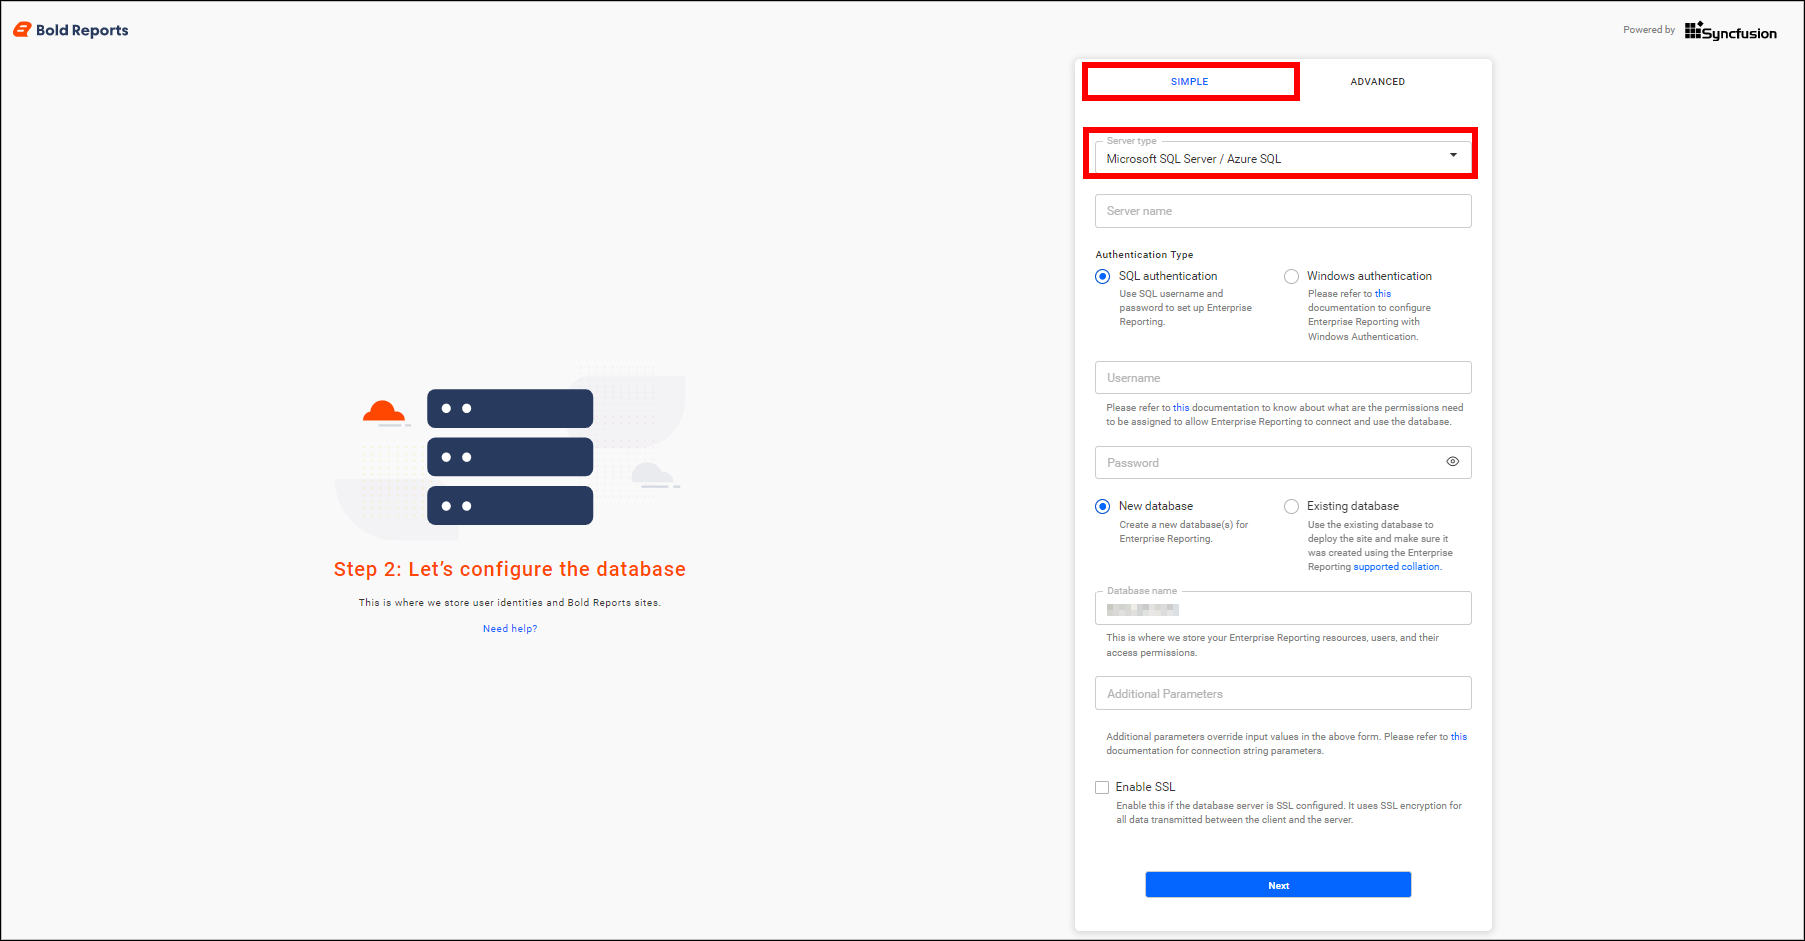 Bold Reports
Powered by Syncfusion
SIMPLE
ADVANCED
Server type
Microsoft SQL Server / Azure SQL
Server name
Authentication Type
SQL authentication
Use SQL username and
password to set up Enterprise
Reporting.
Windows authentication
Please refer to this
documentation to configure
Enterprise Reporting with
Windows Authentication.
Username
Please refer to this documentation to know about what are the permissions need
to be assigned to allow Enterprise Reporting to connect and use the database.
Password
New database
Create a new database(s) for
Enterprise Reporting.
Existing database
Use the existing database to
deploy the site and make sure it
was created using the Enterprise
Reporting supported collation.
Database name
This is where we store your Enterprise Reporting resources, users, and their
access permissions.
Additional Parameters
Additional parameters override input values in the above form. Please refer to this
documentation for connection string parameters.
Enable SSL
Enable this if the database server is SSL configured. It uses SSL encryption for
all data transmitted between the client and the server.
Next
Step 2: Let’s configure the database
This is where we store user identities and Bold Reports sites.
Need help?